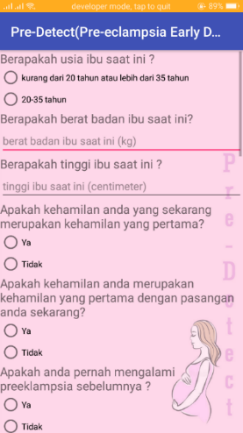 developer mode, tap to quit
89%
Pre-Detect(Pre-eclampsia Early D...
Berapakah usia ibu saat ini ?
kurang dari 20 tahun atau lebih dari 35 tahun
20-35 tahun
Berapakah berat badan ibu saat ini?
berat badan ibu saat ini (kg)
Berapakah tinggi ibu saat ini ?
tinggi ibu saat ini (centimeter)
Apakah kehamilan anda yang sekarang
merupakan kehamilan yang pertama?
Ya
Tidak
Apakah kehamilan anda merupakan
kehamilan yang pertama dengan pasangan
anda sekarang?
Ya
Tidak
Apakah anda pernah mengalami
preeklampsia sebelumnya ?
Ya
Tidak
Pre-Detect